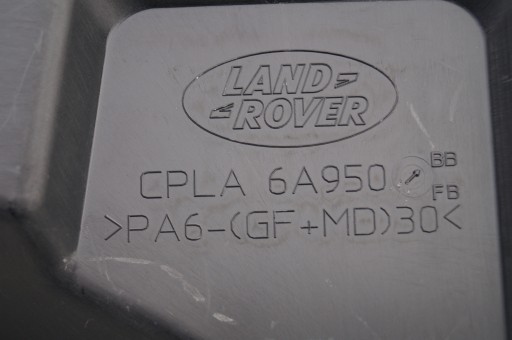 LAND
ROVER
CPLA 6A950 BB
FB
>PA6-(GF+MD)30<